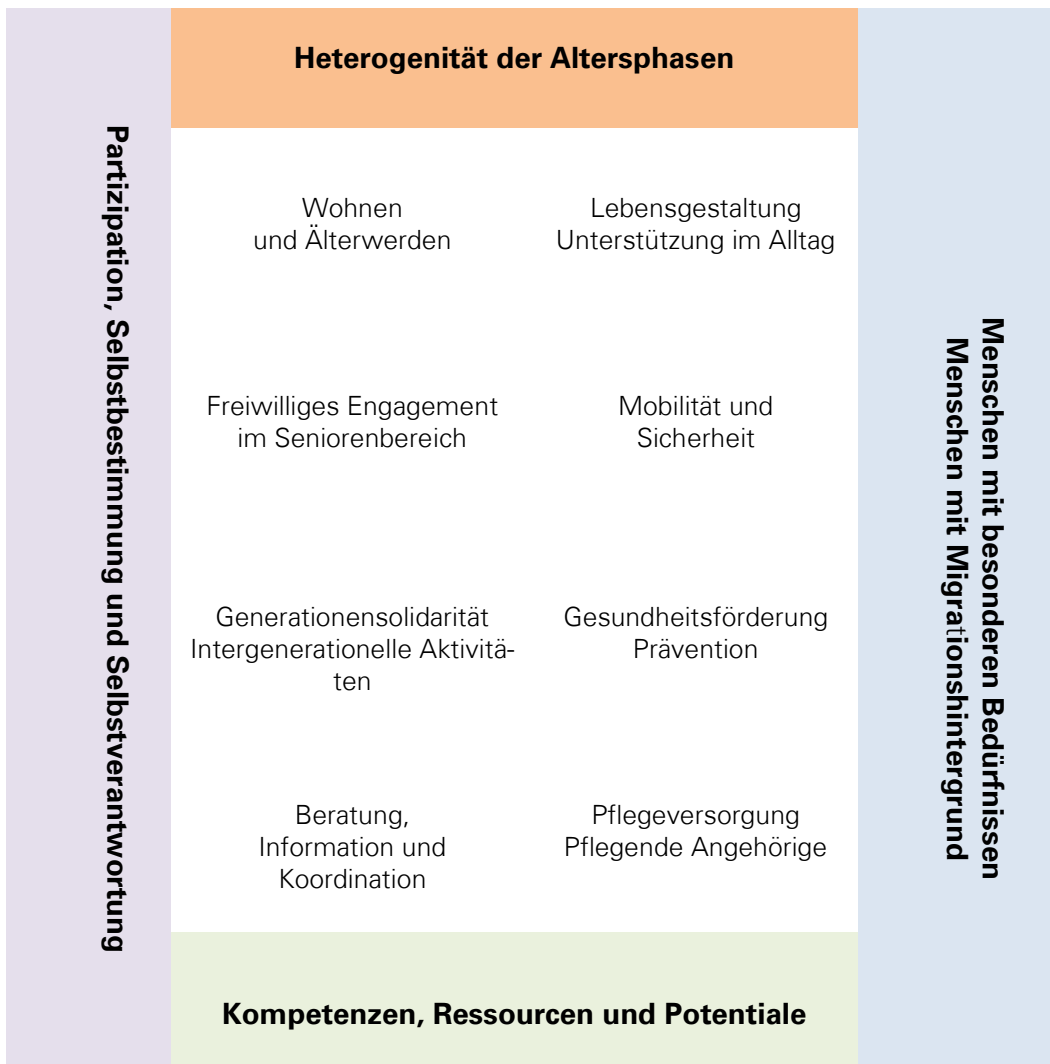 Heterogenität der Altersphasen
Partizipation, Selbstbestimmung und Selbstverantwortung
Wohnen
und Älterwerden
Lebensgestaltung
Unterstützung im Alltag
Freiwilliges Engagement
im Seniorenbereich
Mobilität und
Sicherheit
Generationensolidarität
Intergenerationelle Aktivitä-
ten
Gesundheitsförderung
Prävention
Beratung,
Information und
Koordination
Pflegeversorgung
Pflegende Angehörige
Menschen mit besonderen Bedürfnissen
Menschen mit Migrationshintergrund
Kompetenzen, Ressourcen und Potentiale